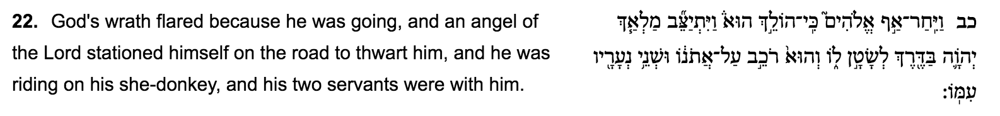 22. God's wrath flared because he was going, and an angel of
the Lord stationed himself on the road to thwart him, and he was
riding on his she-donkey, and his two servants were with him.
כב וַיִּֽחַר־אַ֣ף אֱלֹהִים֮ כִּֽי־הוֹלֵ֣ךְ הוּא֒ וַיִּתְיַצֵּ֞ב מַלְאַ֧ךְ
יְהֹוָ֛ה בַּדֶּ֖רֶךְ לְשָׂטָ֣ן ל֑וֹ וְהוּא֙ רֹכֵ֣ב עַל־אֲתֹנ֔וֹ וּשְׁנֵ֥י נְעָרָ֖יו
עִמּֽוֹ: